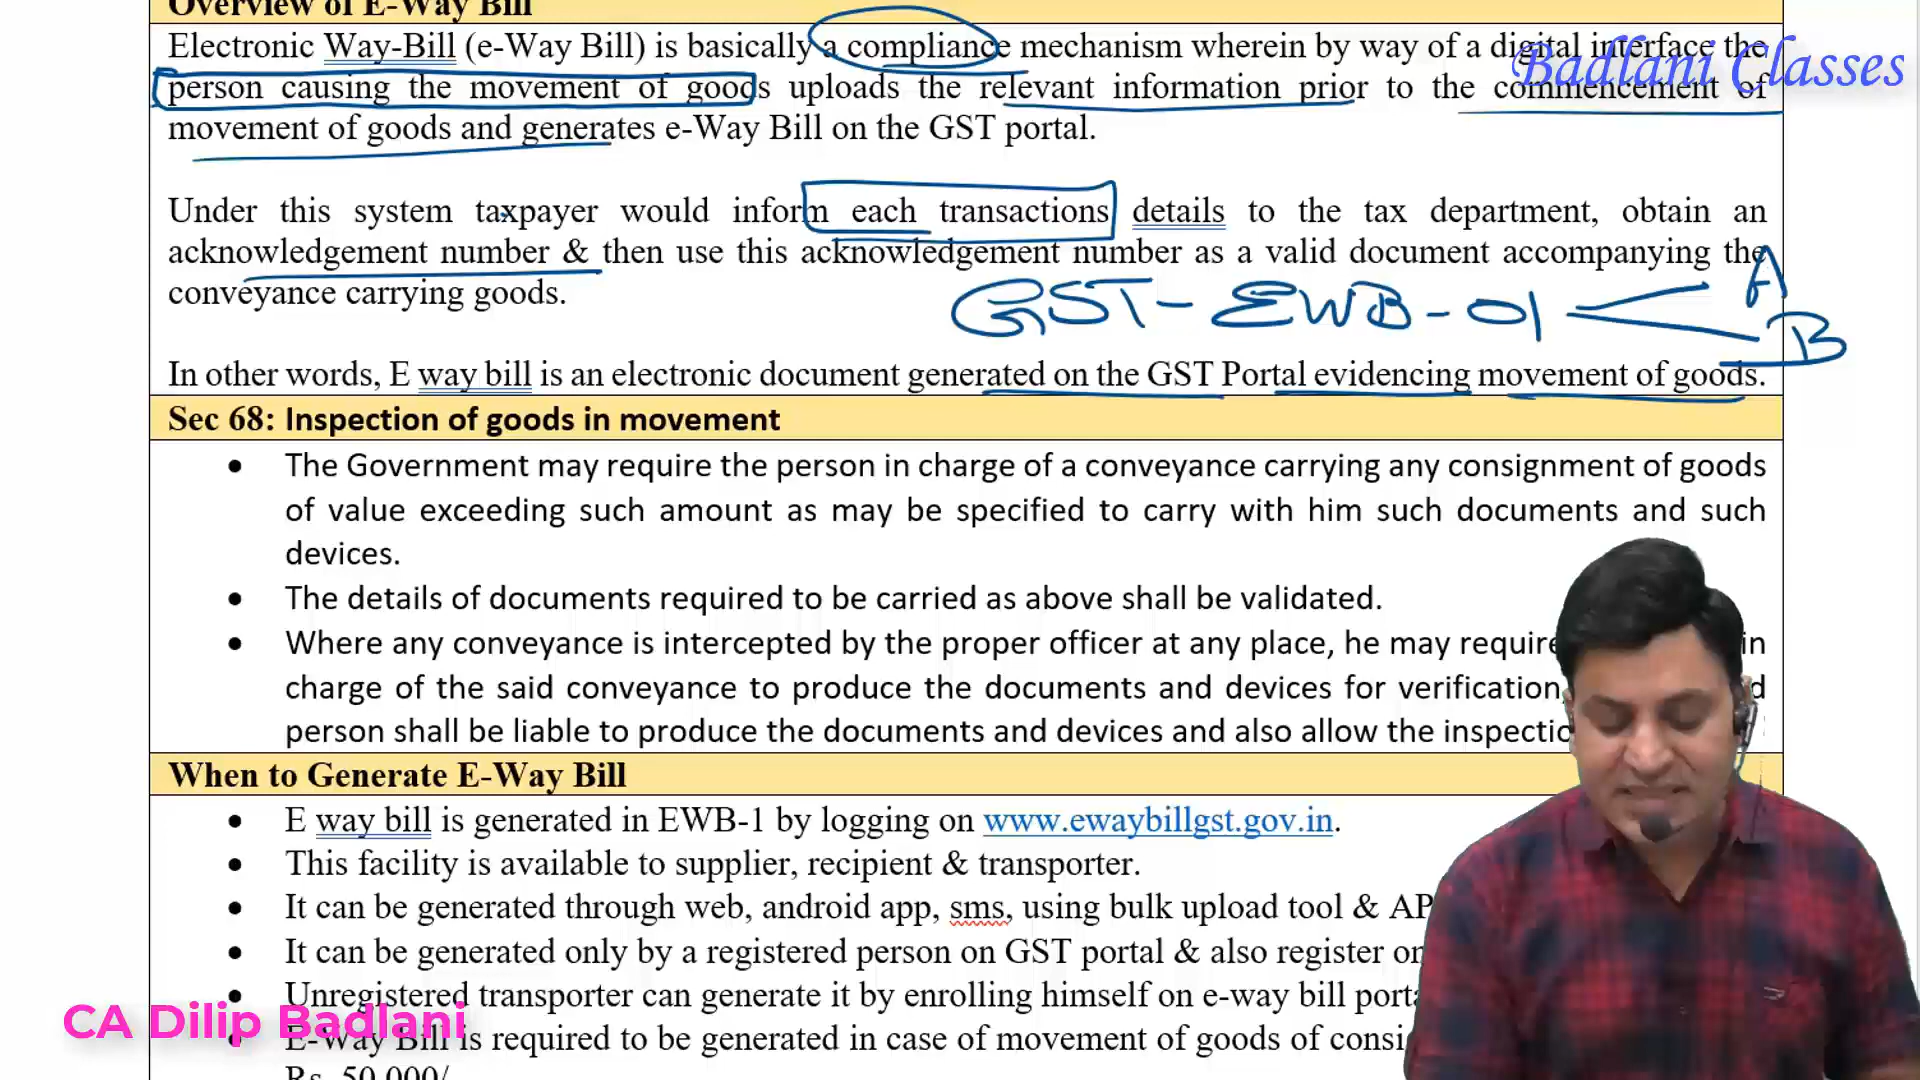 Overview of E-Way Bill
Electronic Way-Bill (e-Way Bill) is basically a compliance mechanism wherein by way of a digital interface the
Badlani Classes
person causing the movement of goods uploads the relevant information prior to the commencement of
movement of goods and generates e-Way Bill on the GST portal.
Under this system taxpayer would inform each transactions details to the tax department, obtain an
acknowledgement number & then use this acknowledgement number as a valid document accompanying the
conveyance carrying goods.
GST-EWB-01
A
B
In other words, E way bill is an electronic document generated on the GST Portal evidencing movement of goods.
Sec 68: Inspection of goods in movement
• The Government may require the person in charge of a conveyance carrying any consignment of goods
of value exceeding such amount as may be specified to carry with him such documents and such
devices.
• The details of documents required to be carried as above shall be validated.
• Where any conveyance is intercepted by the proper officer at any place, he may require in
charge of the said conveyance to produce the documents and devices for verification,
person shall be liable to produce the documents and devices and also allow the
When to Generate E-Way Bill
• E way bill is generated in EWB-1 by logging on www.ewaybillgst.gov.in.
• This facility is available to supplier, recipient & transporter.
• It can be generated through web, android app, sms, using bulk upload tool &
• It can be generated only by a registered person on GST portal & also register
• Unregistered transporter can generate it by enrolling himself on e-way bill
CA Dilip Badlani
• E-Way Bill is required to be generated in case of movement of goods of
Rs. 50,000/